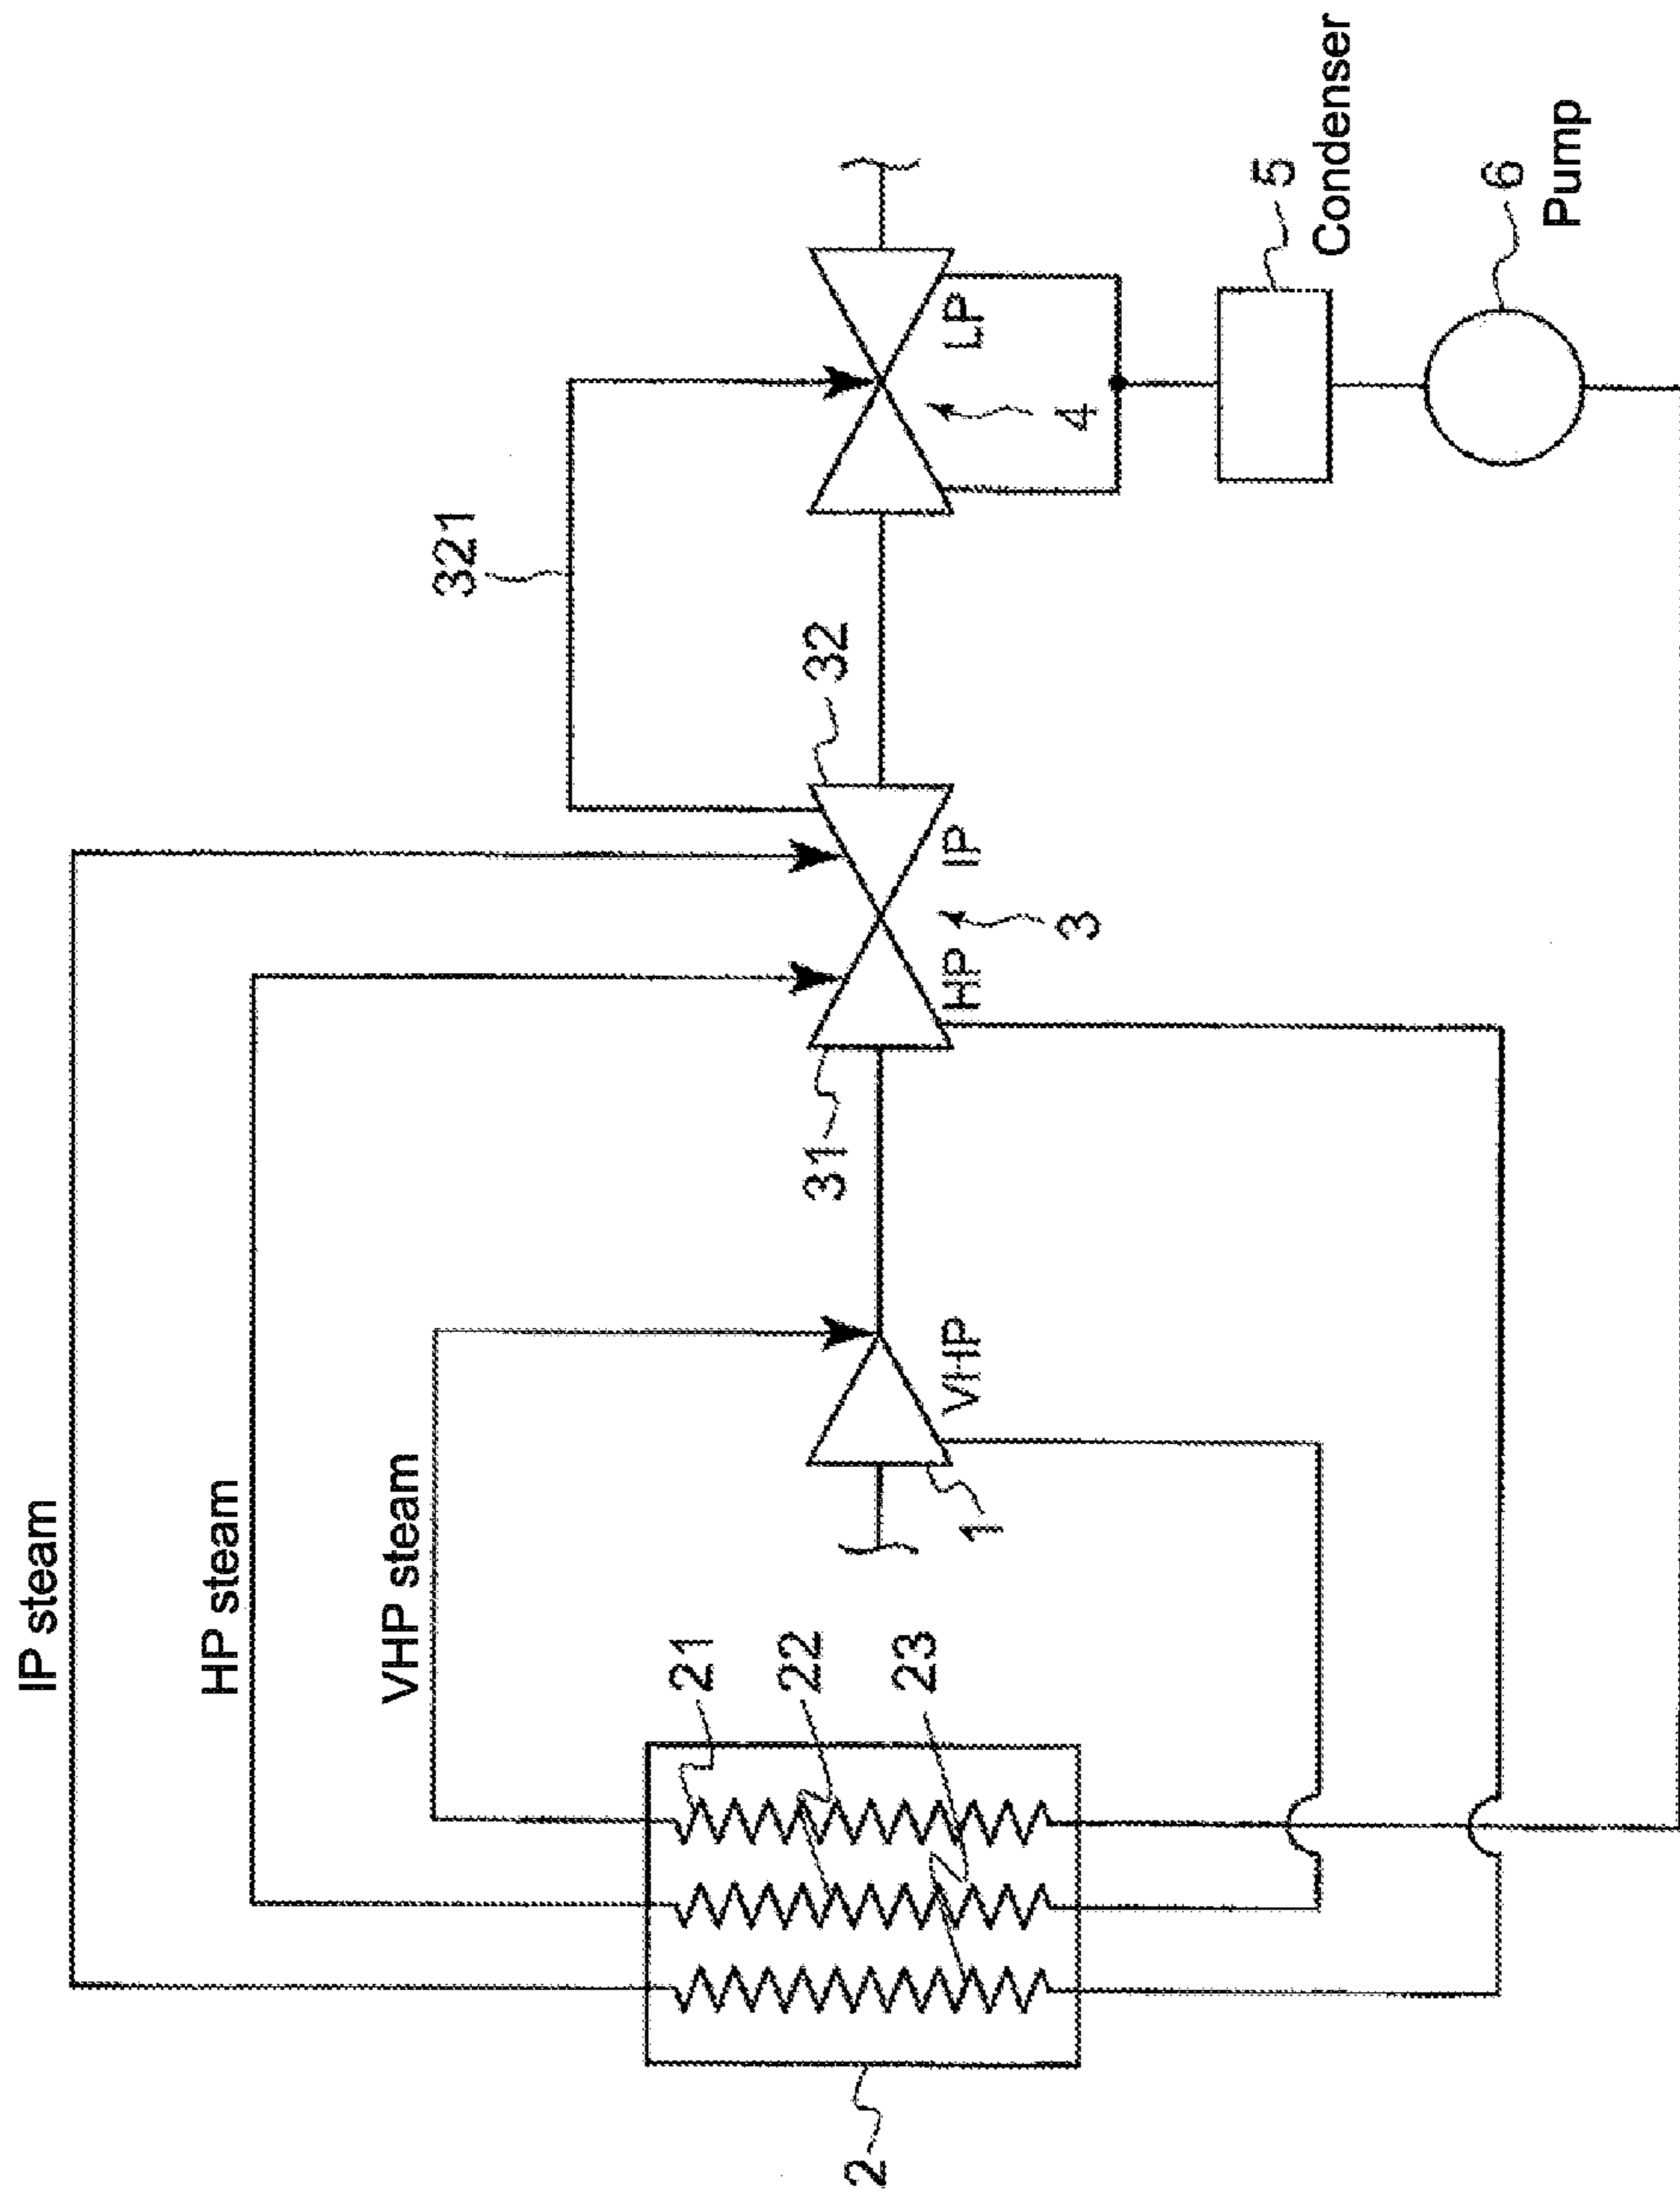 IP steam
HP steam
VHP steam
321
21
22
23
2
1
VHP
31
32
HP
IP
3
LP
4
5
Condenser
6
Pump